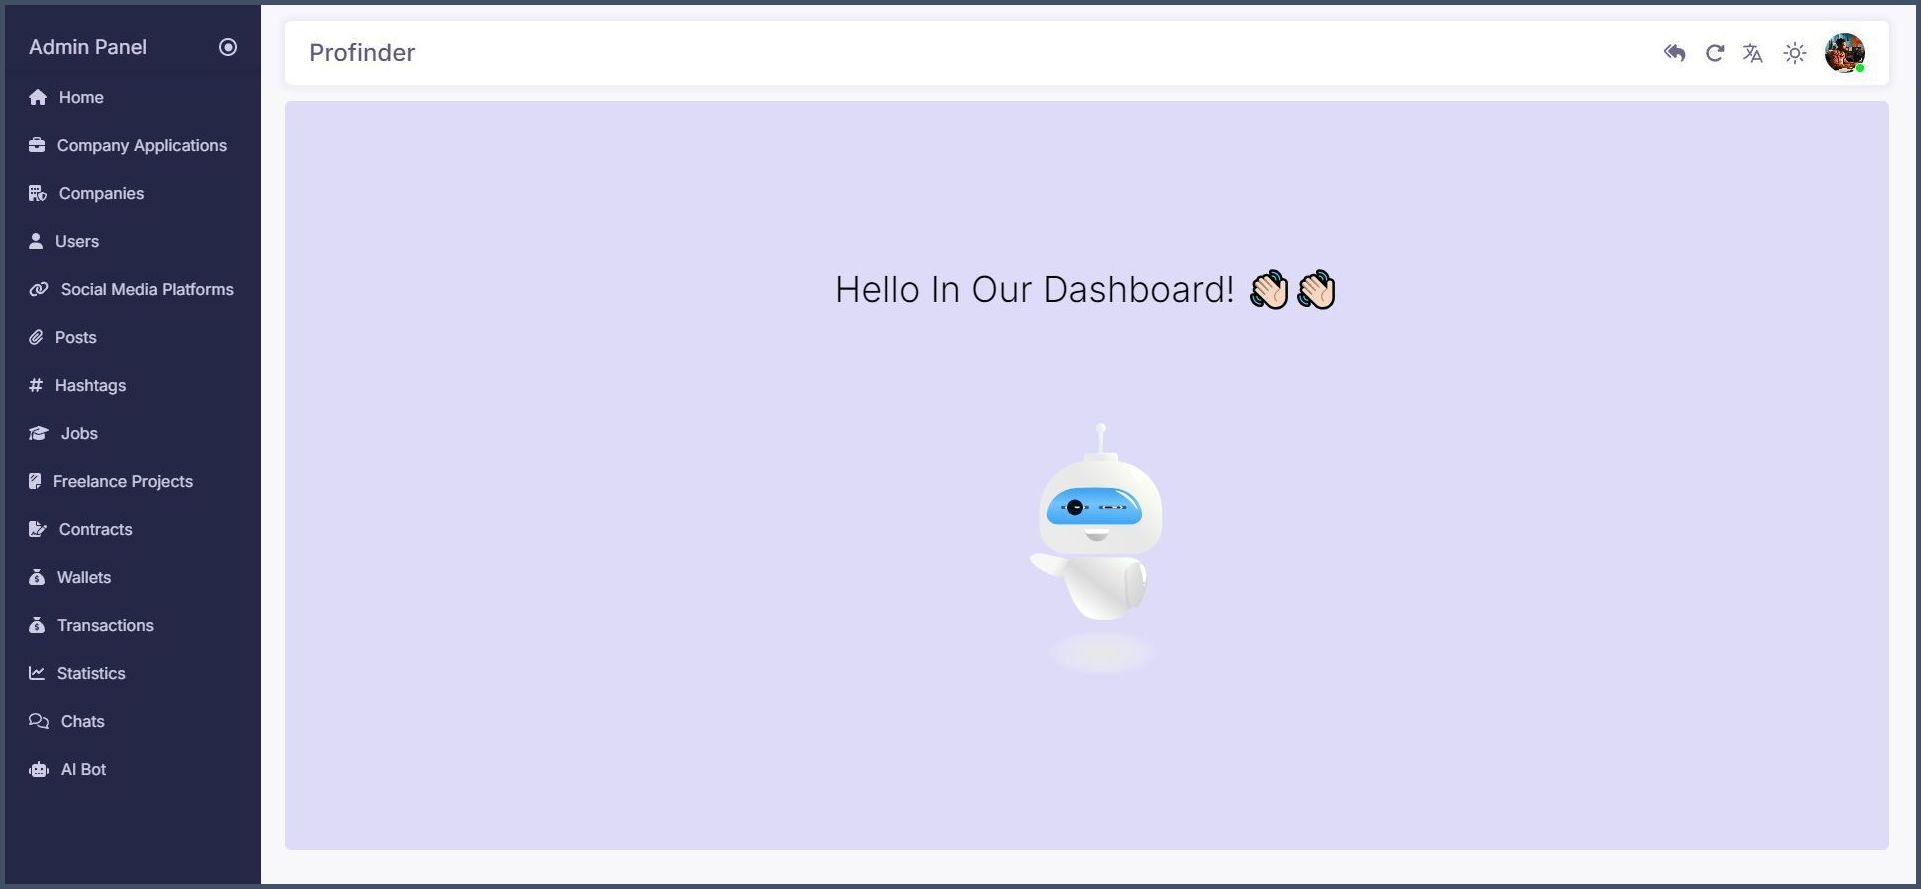 Admin Panel
Home
Company Applications
Companies
Users
Social Media Platforms
Posts
Hashtags
Jobs
Freelance Projects
Contracts
Wallets
Transactions
Statistics
Chats
AI Bot
Profinder
Hello In Our Dashboard! 👋🏻👋🏻